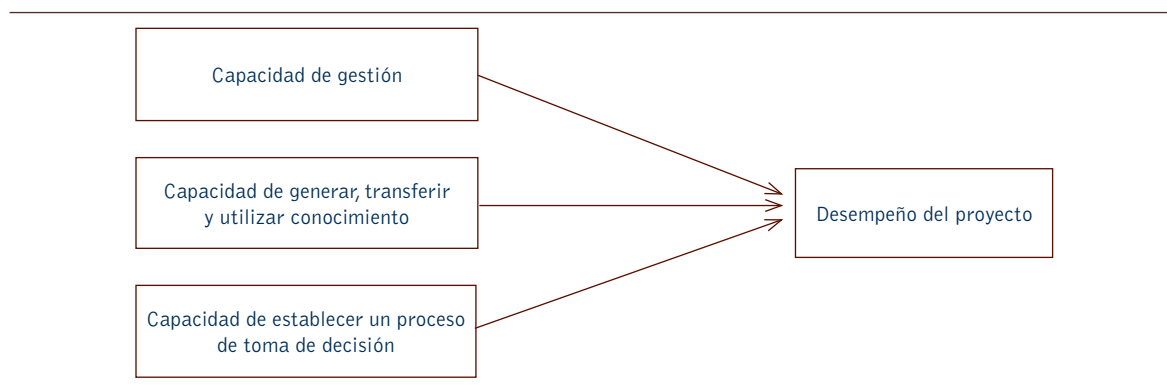 Capacidad de gestión
Capacidad de generar, transferir
y utilizar conocimiento
Desempeño del proyecto
Capacidad de establecer un proceso
de toma de decisión